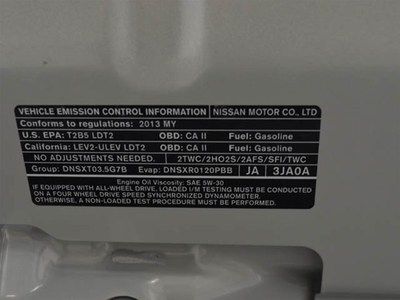 VEHICLE EMISSION CONTROL INFORMATION NISSAN MOTOR CO., LTD
Conforms to regulations: 2013 MY
U.S. EPA: T2B5 LDT2 OBD: CA II Fuel: Gasoline
California: LEV2-ULEV LDT2 OBD: CA II Fuel: Gasoline
NO ADJUSTMENTS NEEDED. 2TWC/2HO2S/2AFS/SFI/TWC
Group: DNSXT03.5G7B Evap: DNSXR0120PBB JA 3JA0A
Engine Oil Viscosity: SAE 5W-30
IF EQUIPPED WITH ALL-WHEEL DRIVE, LOADED I/M TESTING MUST BE CONDUCTED
ON A FOUR WHEEL DRIVE SPEED SYNCHRONIZED DYNAMOMETER.
OTHERWISE, A NON-LOADED TEST PROCEDURE MUST BE PERFORMED.